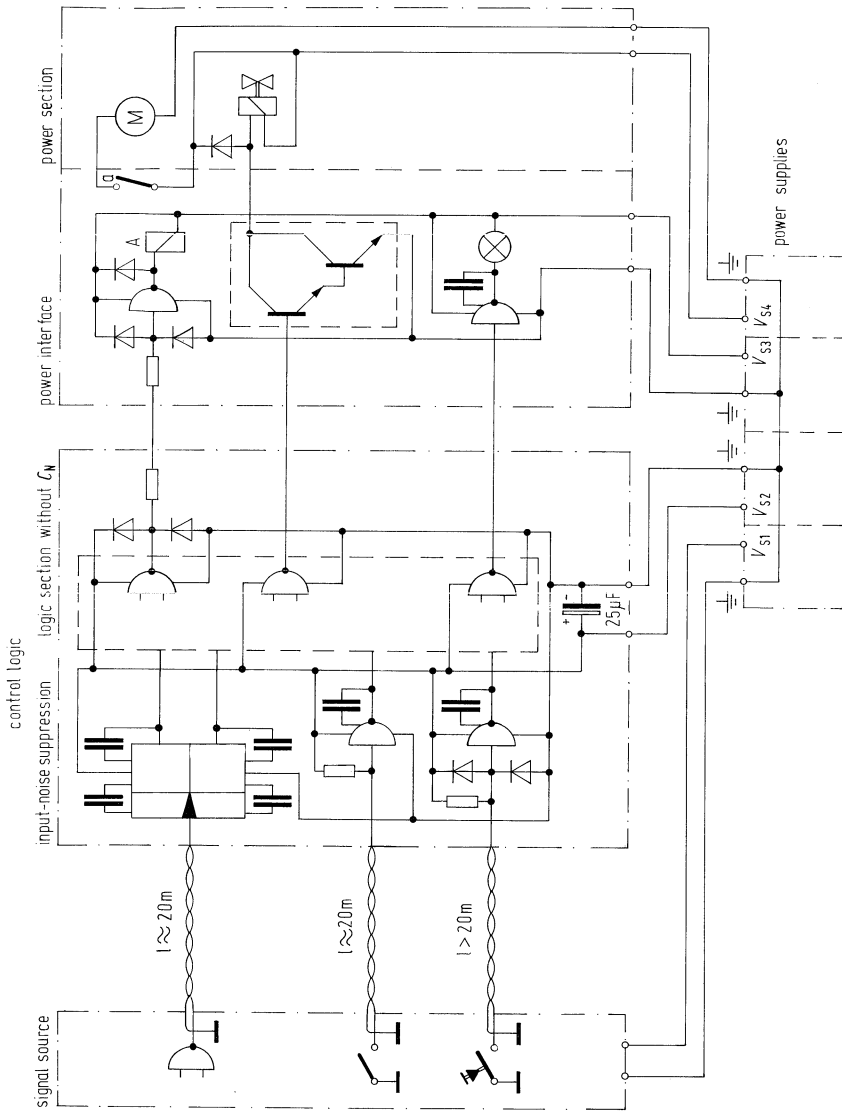 control logic
signal source
input-noise suppression
logic section without C_N
power interface
power section
l ≈ 20m
l ≈ 20m
l > 20m
+ -
25µF
A
a
M
V_S1
V_S2
V_S3
V_S4
power supplies